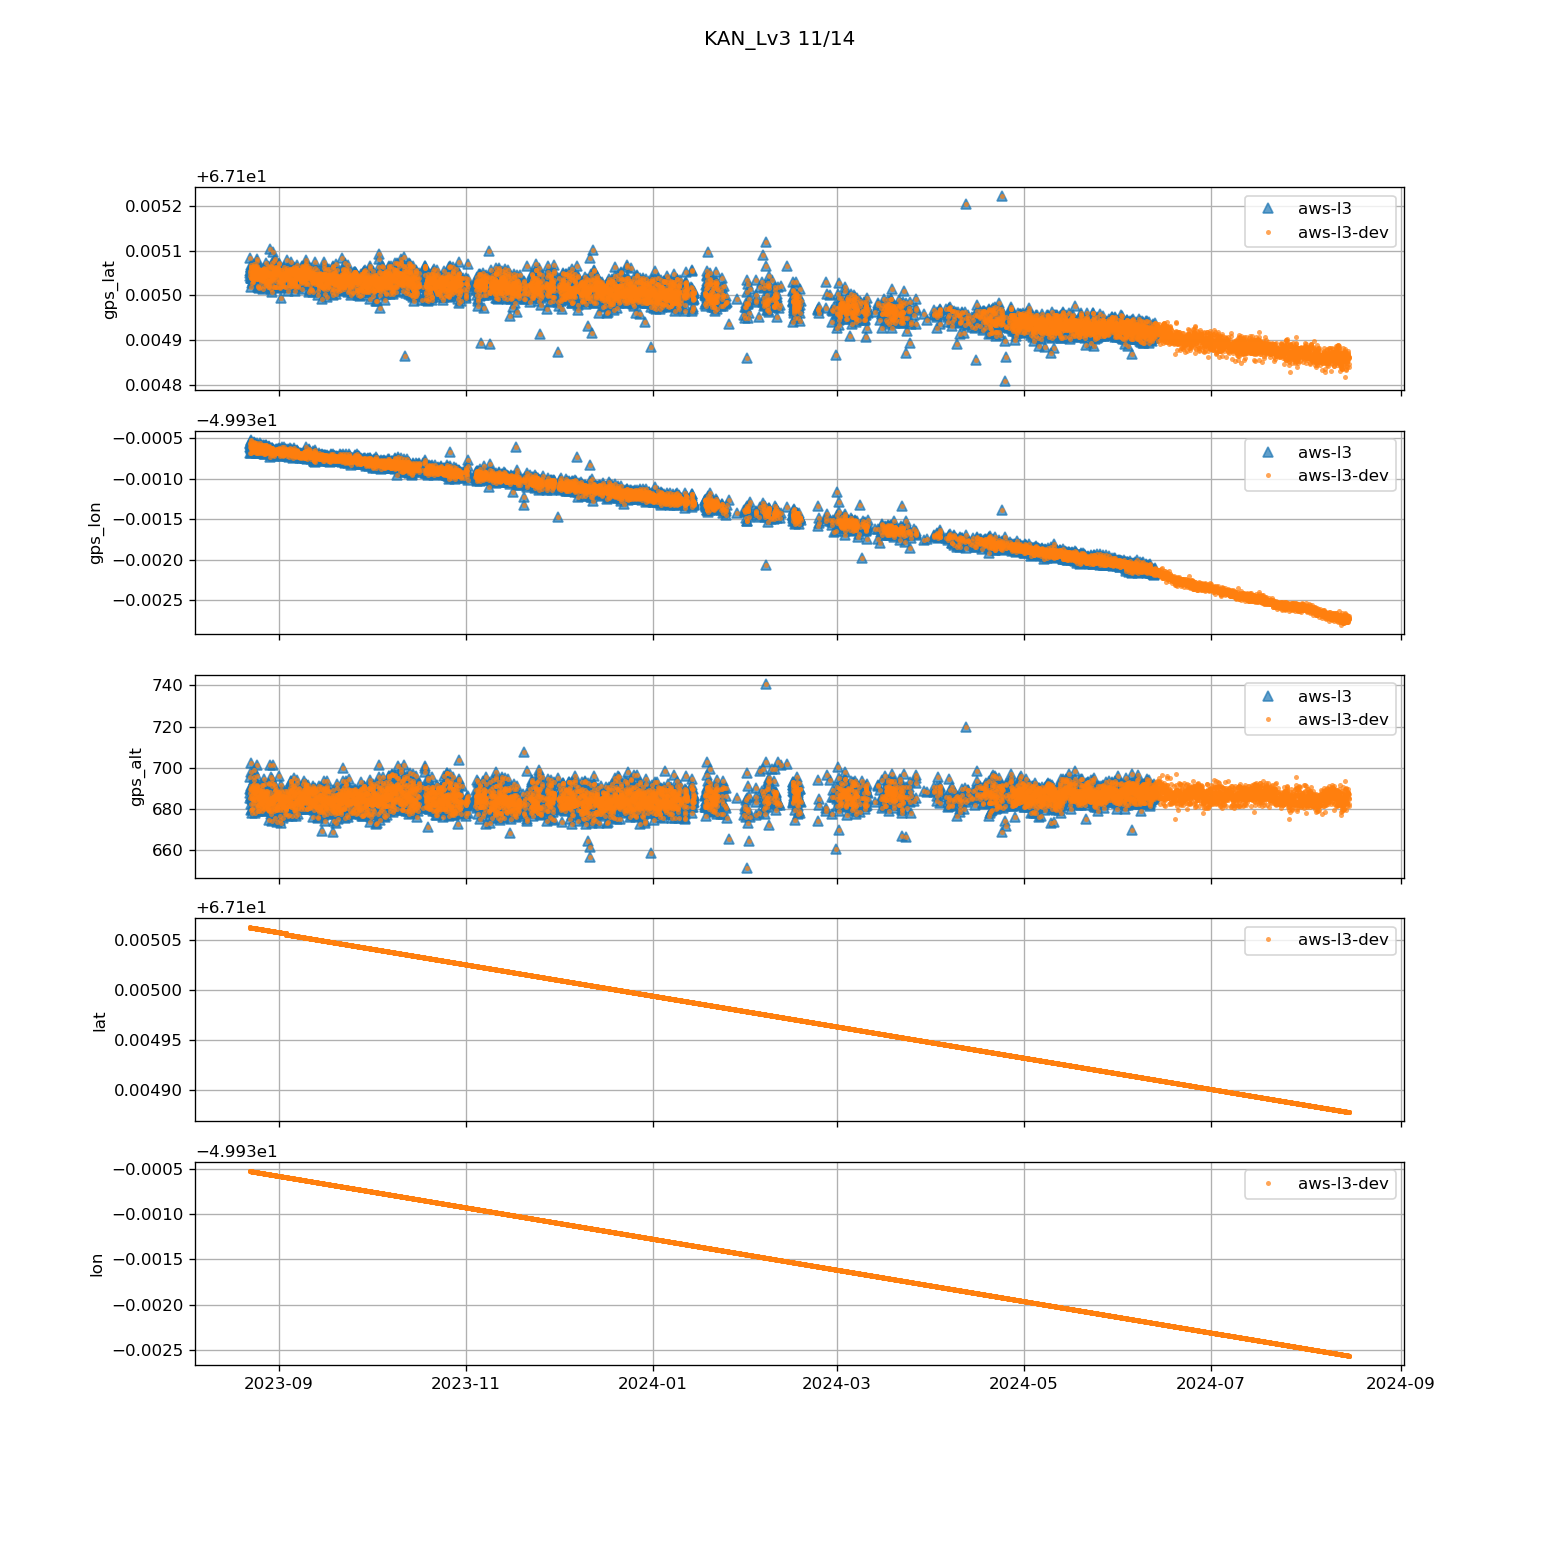 KAN_Lv3 11/14
+6.71e1
0.0052
0.0051
0.0050
0.0049
0.0048
gps_lat
aws-l3
aws-l3-dev
−4.993e1
−0.0005
−0.0010
−0.0015
−0.0020
−0.0025
gps_lon
aws-l3
aws-l3-dev
740
720
700
680
660
gps_alt
aws-l3
aws-l3-dev
+6.71e1
0.00505
0.00500
0.00495
0.00490
lat
aws-l3-dev
−4.993e1
−0.0005
−0.0010
−0.0015
−0.0020
−0.0025
lon
aws-l3-dev
2023-09 2023-11 2024-01 2024-03 2024-05 2024-07 2024-09